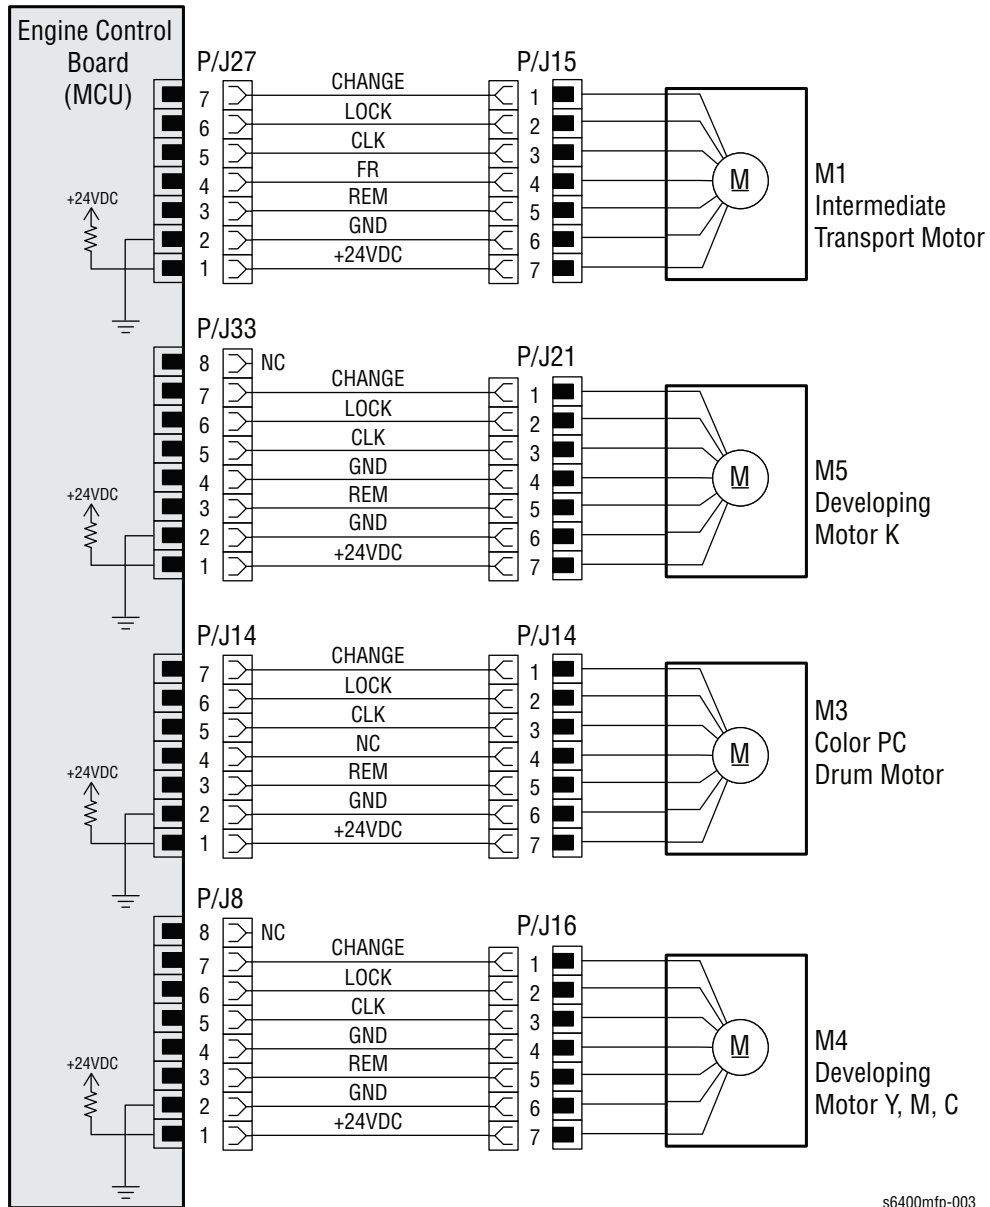 Engine Control
Board
(MCU)
P/J27
P/J15
7 CHANGE 1
6 LOCK 2
5 CLK 3
4 FR 4
3 REM 5
2 GND 6
1 +24VDC 7
+24VDC
M
M1
Intermediate
Transport Motor
P/J33
P/J21
8 NC
7 CHANGE 1
6 LOCK 2
5 CLK 3
4 GND 4
3 REM 5
2 GND 6
1 +24VDC 7
+24VDC
M
M5
Developing
Motor K
P/J14
P/J14
7 CHANGE 1
6 LOCK 2
5 CLK 3
4 NC 4
3 REM 5
2 GND 6
1 +24VDC 7
+24VDC
M
M3
Color PC
Drum Motor
P/J8
P/J16
8 NC
7 CHANGE 1
6 LOCK 2
5 CLK 3
4 GND 4
3 REM 5
2 GND 6
1 +24VDC 7
+24VDC
M
M4
Developing
Motor Y, M, C
s6400mfp-003